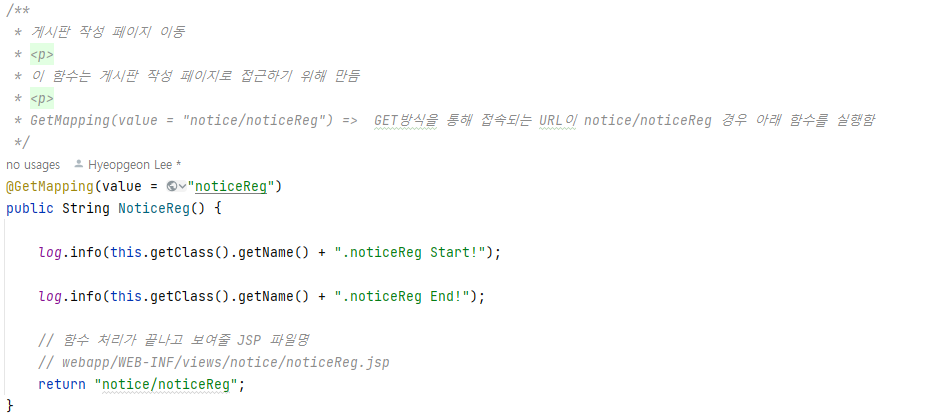 /**
 * 게시판 작성 페이지 이동
 * <p>
 * 이 함수는 게시판 작성 페이지로 접근하기 위해 만듬
 * <p>
 * GetMapping(value = "notice/noticeReg") =>  GET방식을 통해 접속되는 URL이 notice/noticeReg 경우 아래 함수를 실행함
 */
no usages Hyeopgeon Lee *
@GetMapping(value = "noticeReg")
public String NoticeReg() {
    log.info(this.getClass().getName() + ".noticeReg Start!");
    log.info(this.getClass().getName() + ".noticeReg End!");
    // 함수 처리가 끝나고 보여줄 JSP 파일명
    // webapp/WEB-INF/views/notice/noticeReg.jsp
    return "notice/noticeReg";
}